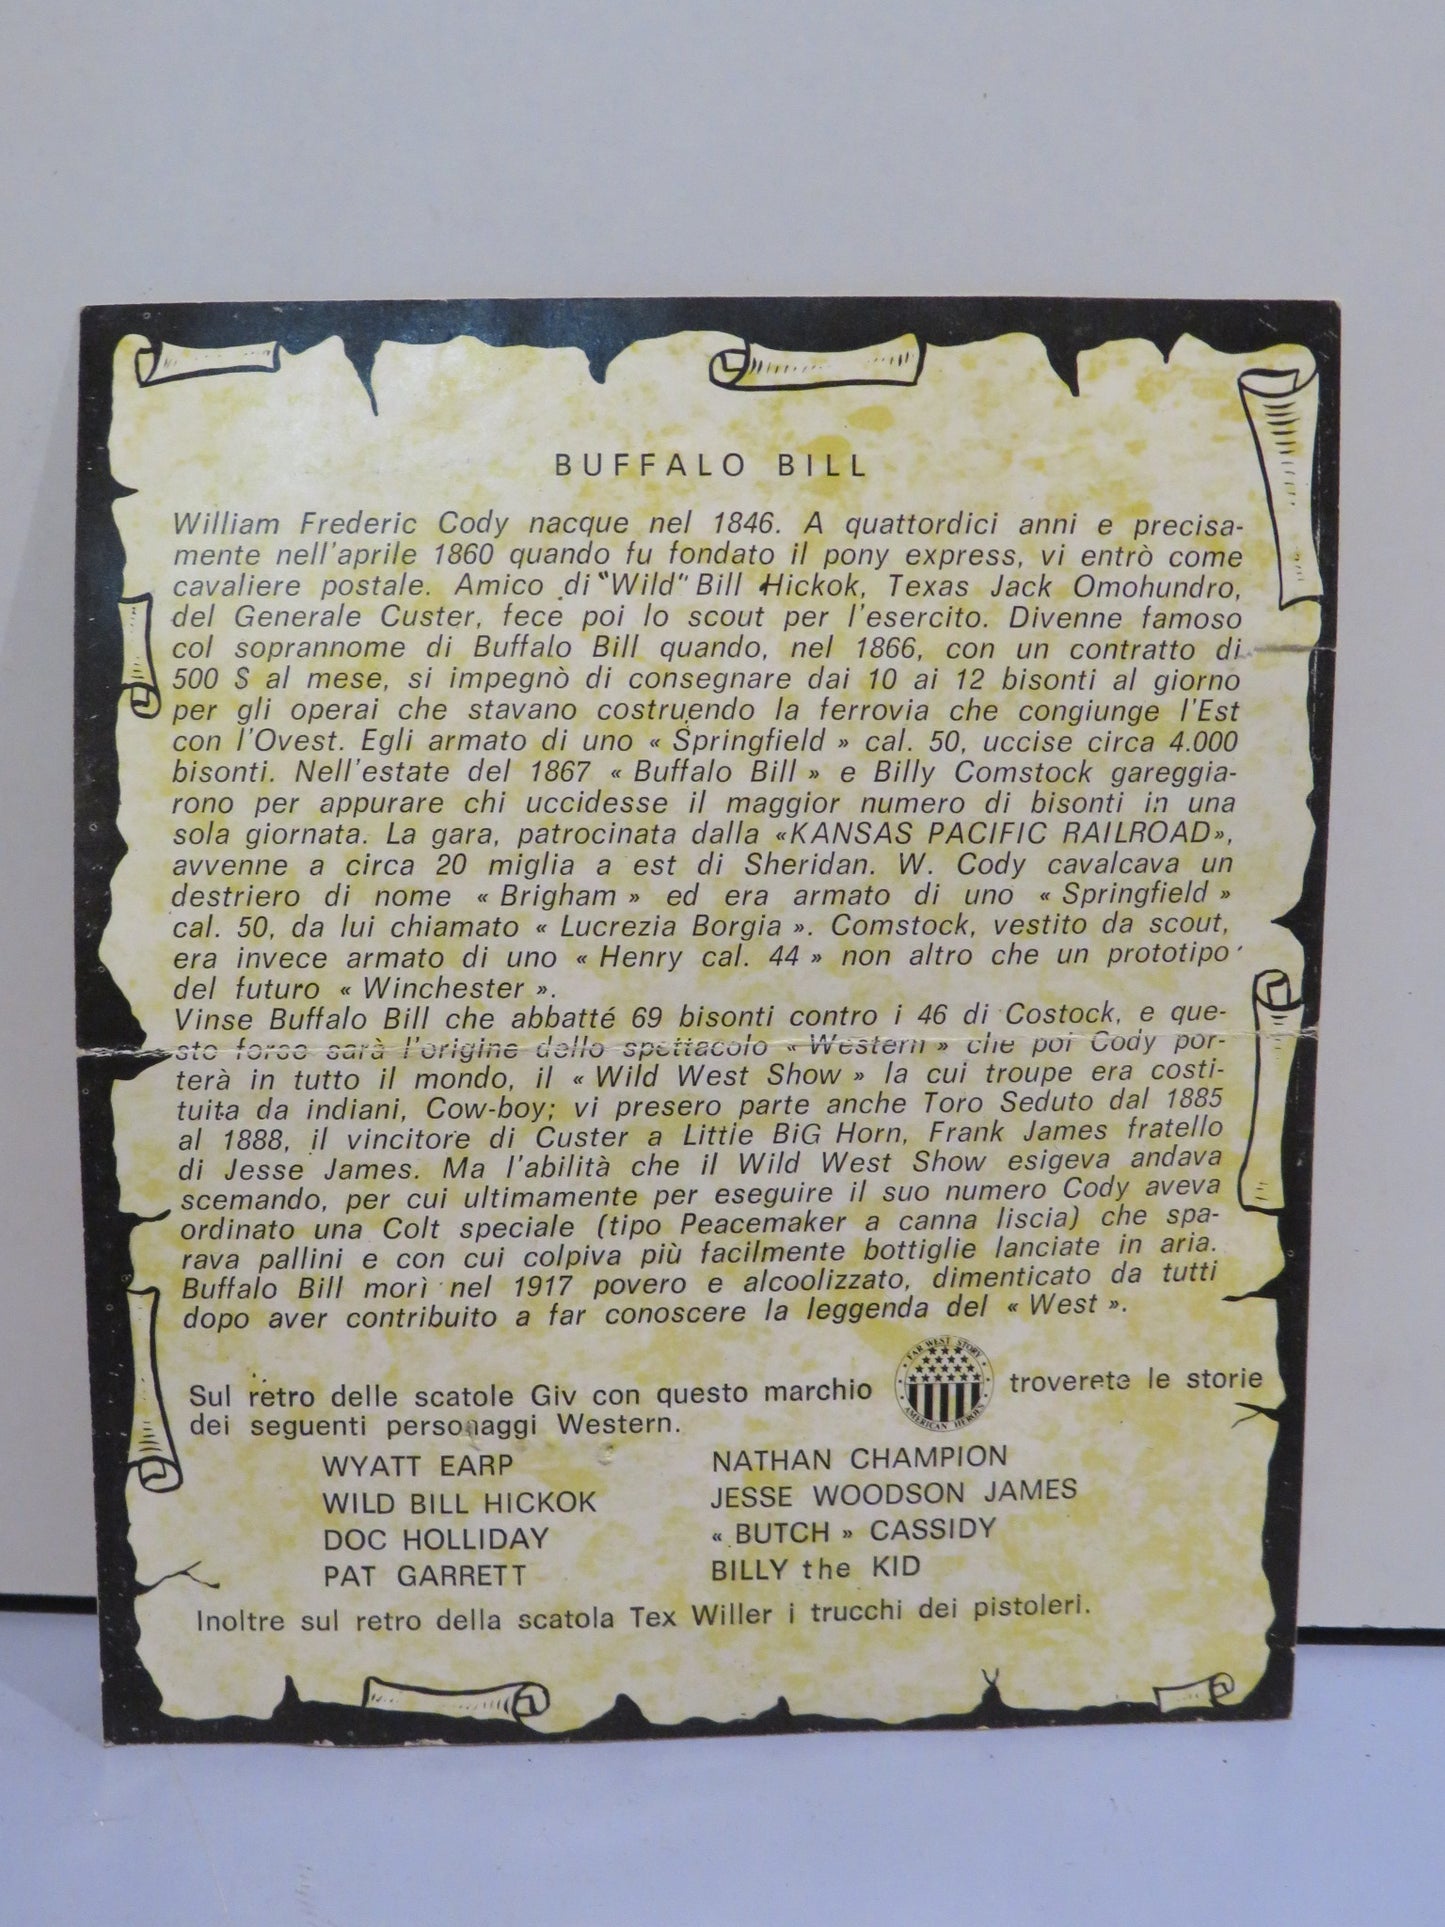 BUFFALO BILL
William Frederic Cody nacque nel 1846. A quattordici anni e precisa-
mente nell'aprile 1860 quando fu fondato il pony express, vi entrò come
cavaliere postale. Amico di "Wild" Bill Hickok, Texas Jack Omohundro,
del Generale Custer, fece poi lo scout per l'esercito. Divenne famoso
col soprannome di Buffalo Bill quando, nel 1866, con un contratto di
500 S al mese, si impegnò di consegnare dai 10 ai 12 bisonti al giorno
per gli operai che stavano costruendo la ferrovia che congiunge l'Est
con l'Ovest. Egli armato di uno « Springfield » cal. 50, uccise circa 4.000
bisonti. Nell'estate del 1867 « Buffalo Bill » e Billy Comstock gareggia-
rono per appurare chi uccidesse il maggior numero di bisonti in una
sola giornata. La gara, patrocinata dalla «KANSAS PACIFIC RAILROAD»,
avvenne a circa 20 miglia a est di Sheridan. W. Cody cavalcava un
destriero di nome « Brigham » ed era armato di uno « Springfield »
cal. 50, da lui chiamato « Lucrezia Borgia ». Comstock, vestito da scout,
era invece armato di uno « Henry cal. 44 » non altro che un prototipo
del futuro « Winchester ».
Vinse Buffalo Bill che abbatté 69 bisonti contro i 46 di Costock, e que-
sto forse sarà l'origine dello spettacolo « Western » che poi Cody por-
terà in tutto il mondo, il « Wild West Show » la cui troupe era costi-
tuita da indiani, Cow-boy; vi presero parte anche Toro Seduto dal 1885
al 1888, il vincitore di Custer a Little BiG Horn, Frank James fratello
di Jesse James. Ma l'abilità che il Wild West Show esigeva andava
scemando, per cui ultimamente per eseguire il suo numero Cody aveva
ordinato una Colt speciale (tipo Peacemaker a canna liscia) che spa-
rava pallini e con cui colpiva più facilmente bottiglie lanciate in aria.
Buffalo Bill morì nel 1917 povero e alcoolizzato, dimenticato da tutti
dopo aver contribuito a far conoscere la leggenda del « West ».
Sul retro delle scatole Giv con questo marchio FAR WEST STORY AMERICAN HEROES troverete le storie
dei seguenti personaggi Western.
WYATT EARP NATHAN CHAMPION
WILD BILL HICKOK JESSE WOODSON JAMES
DOC HOLLIDAY « BUTCH » CASSIDY
PAT GARRETT BILLY the KID
Inoltre sul retro della scatola Tex Willer i trucchi dei pistoleri.